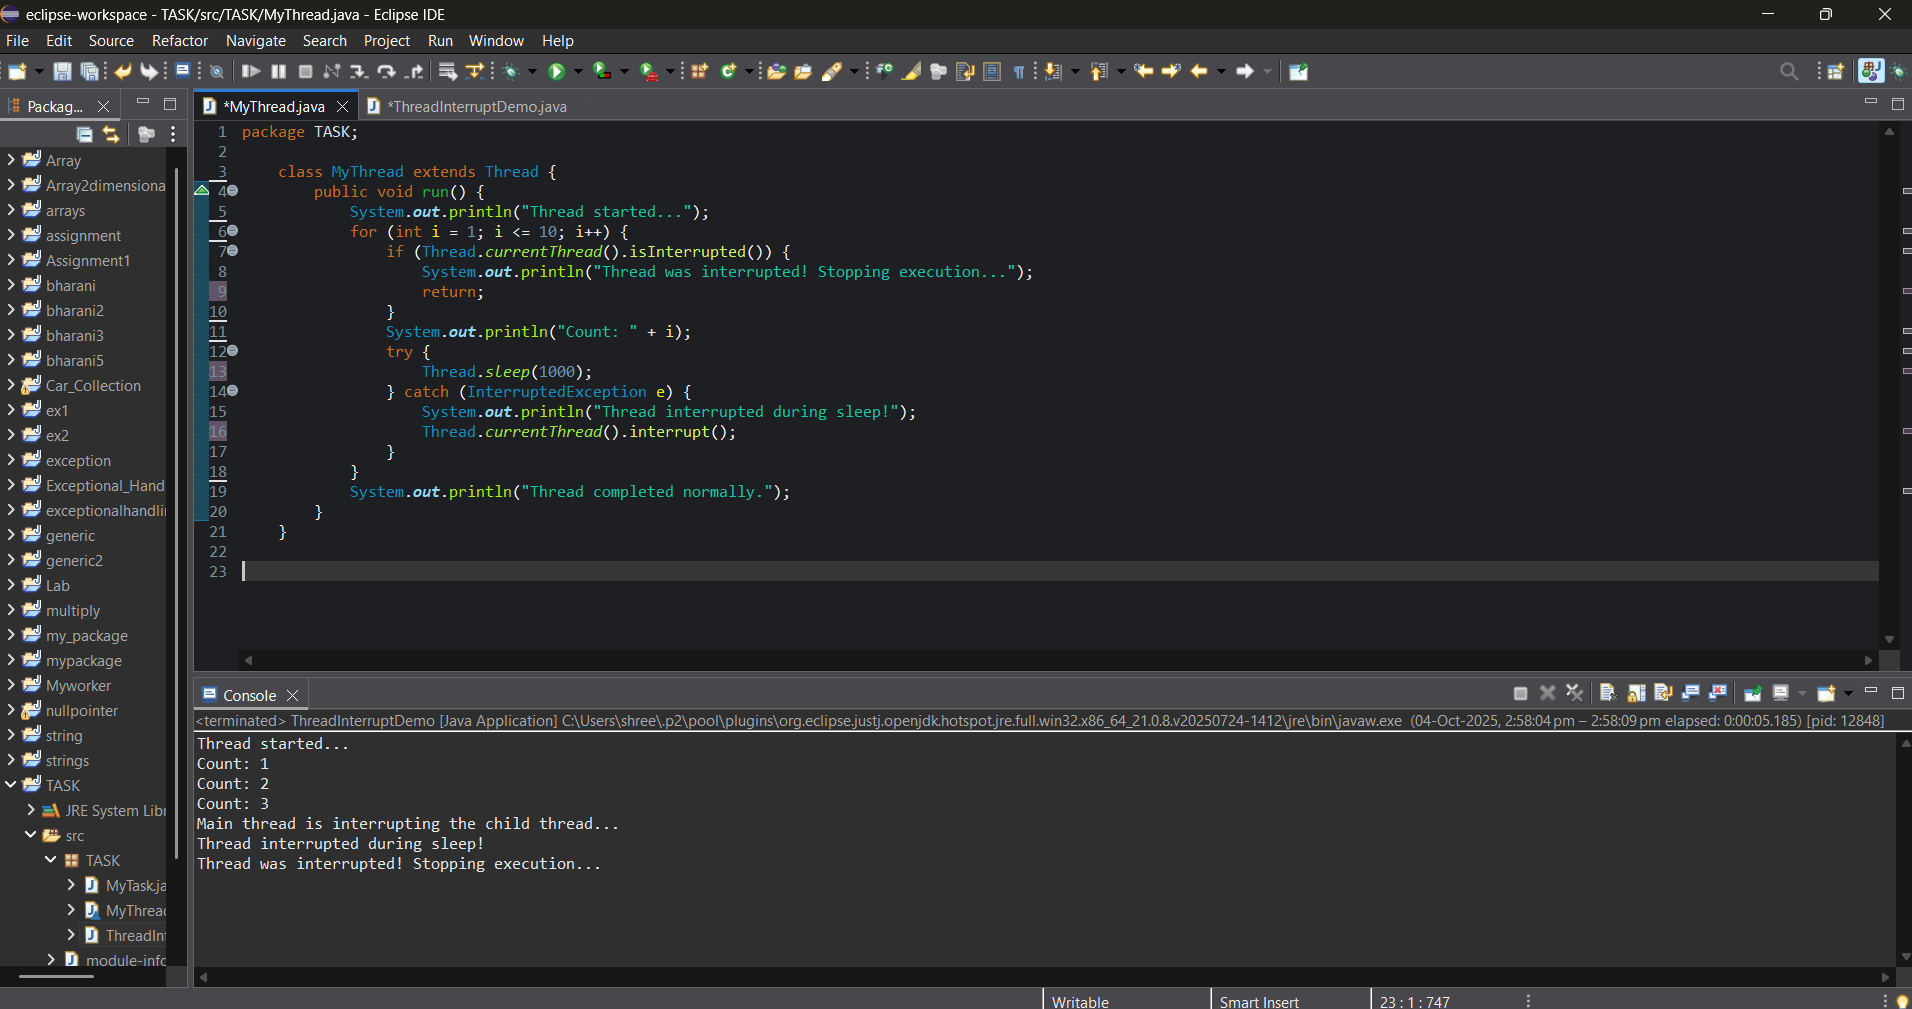 eclipse-workspace - TASK/src/TASK/MyThread.java - Eclipse IDE
File Edit Source Refactor Navigate Search Project Run Window Help
Packag...
Array
Array2dimensiona
arrays
assignment
Assignment1
bharani
bharani2
bharani3
bharani5
Car_Collection
ex1
ex2
exception
Exceptional_Hand
exceptionalhandli
generic
generic2
Lab
multiply
my_package
mypackage
Myworker
nullpointer
string
strings
TASK
JRE System Libr
src
TASK
MyTask.ja
MyThread
ThreadInt
module-info
*MyThread.java *ThreadInterruptDemo.java
1 package TASK;
2
3 class MyThread extends Thread {
4 public void run() {
5 System.out.println("Thread started...");
6 for (int i = 1; i <= 10; i++) {
7 if (Thread.currentThread().isInterrupted()) {
8 System.out.println("Thread was interrupted! Stopping execution...");
9 return;
10 }
11 System.out.println("Count: " + i);
12 try {
13 Thread.sleep(1000);
14 } catch (InterruptedException e) {
15 System.out.println("Thread interrupted during sleep!");
16 Thread.currentThread().interrupt();
17 }
18 }
19 System.out.println("Thread completed normally.");
20 }
21 }
22
23
Console
<terminated> ThreadInterruptDemo [Java Application] C:\Users\shree\.p2\pool\plugins\org.eclipse.justj.openjdk.hotspot.jre.full.win32.x86_64_21.0.8.v20250724-1412\jre\bin\javaw.exe (04-Oct-2025, 2:58:04 pm – 2:58:09 pm elapsed: 0:00:05.185) [pid: 12848]
Thread started...
Count: 1
Count: 2
Count: 3
Main thread is interrupting the child thread...
Thread interrupted during sleep!
Thread was interrupted! Stopping execution...
Writable Smart Insert 23 : 1 : 747